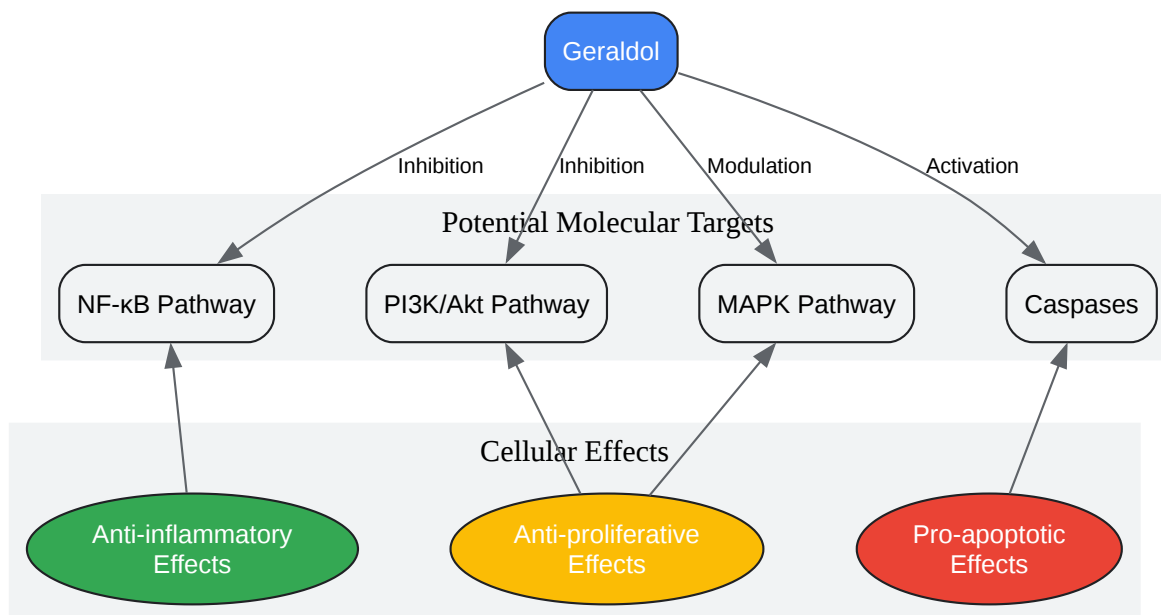 Geraldol
Inhibition
Inhibition
Modulation
Activation
Potential Molecular Targets
NF-κB Pathway
PI3K/Akt Pathway
MAPK Pathway
Caspases
Cellular Effects
Anti-inflammatory
Effects
Anti-proliferative
Effects
Pro-apoptotic
Effects